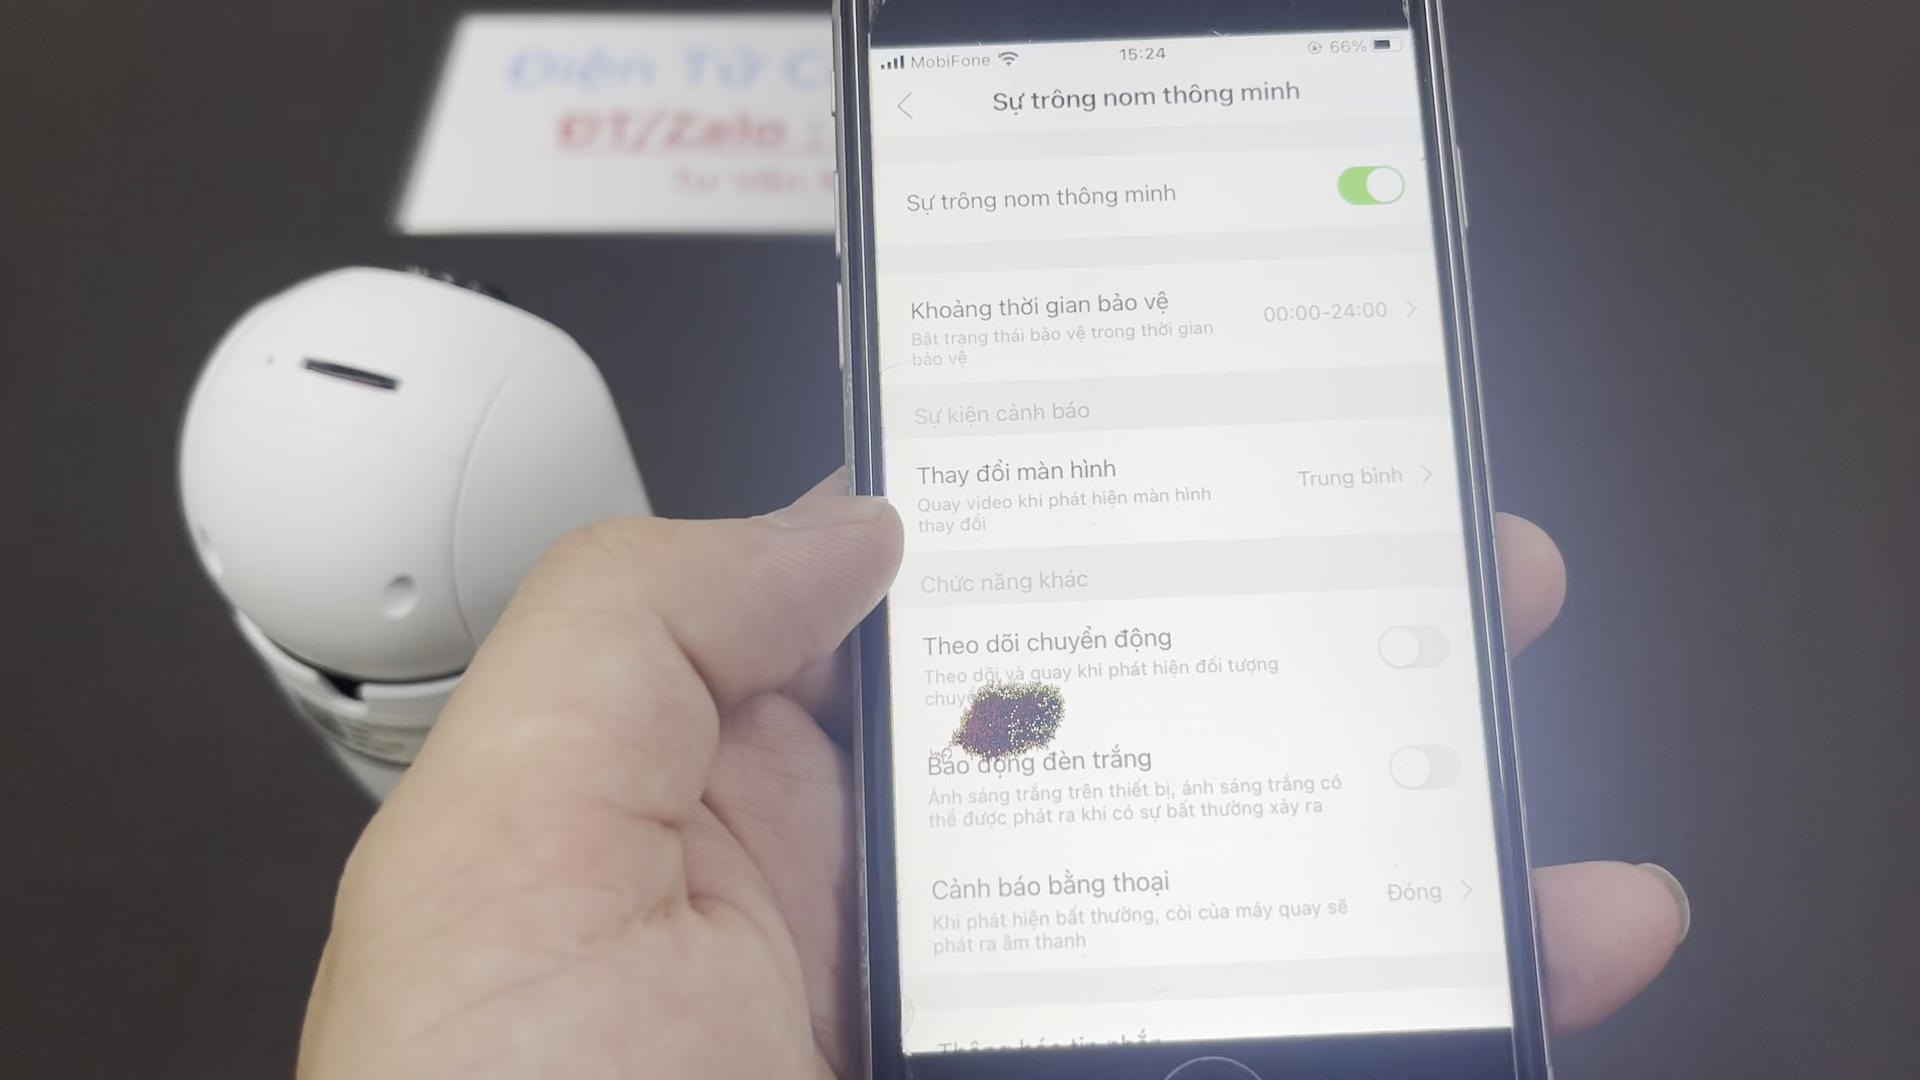 Điện Tử C
ĐT/Zalo :
Tư Vấn
MobiFone 15:24 66%
Sự trông nom thông minh
Sự trông nom thông minh
Khoảng thời gian bảo vệ 00:00-24:00
Bật trạng thái bảo vệ trong thời gian
bảo vệ
Sự kiện cảnh báo
Thay đổi màn hình Trung bình
Quay video khi phát hiện màn hình
thay đổi
Chức năng khác
Theo dõi chuyển động
Theo dõi và quay khi phát hiện đối tượng
Báo động đèn trắng
Ánh sáng trắng trên thiết bị, ánh sáng trắng có
thể được phát ra khi có sự bất thường xảy ra
Cảnh báo bằng thoại Đóng
Khi phát hiện bất thường, còi của máy quay sẽ
phát ra âm thanh